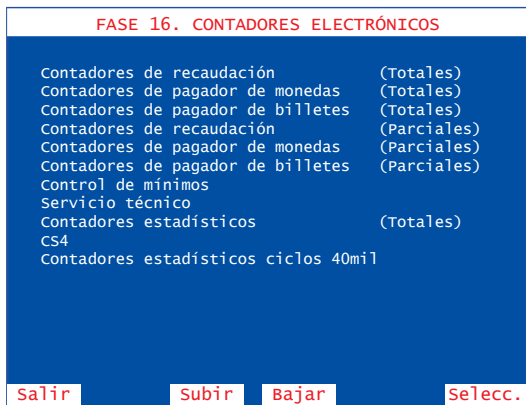 FASE 16. CONTADORES ELECTRÓNICOS
Contadores de recaudación (Totales)
Contadores de pagador de monedas (Totales)
Contadores de pagador de billetes (Totales)
Contadores de recaudación (Parciales)
Contadores de pagador de monedas (Parciales)
Contadores de pagador de billetes (Parciales)
Control de mínimos
Servicio técnico
Contadores estadísticos (Totales)
CS4
Contadores estadísticos ciclos 40mil
Salir Subir Bajar Selecc.